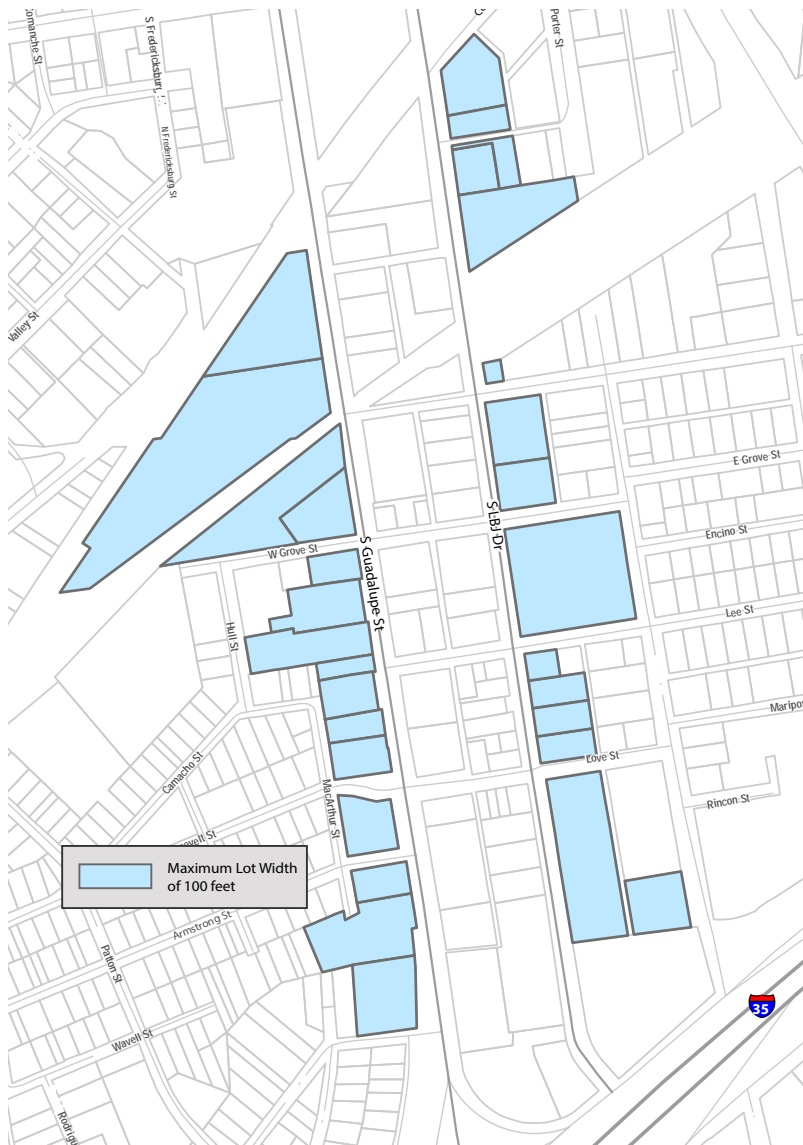 Comanche St
S Fredericksburg
N Fredericksburg St
Porter St
Valley St
E Grove St
Encino St
S LBJ Dr
W Grove St
S Guadalupe St
Lee St
Hull St
Love St
Camacho St
MacArthur St
Rincon St
Maximum Lot Width
of 100 feet
Armstrong St
Patton St
35
Wavell St